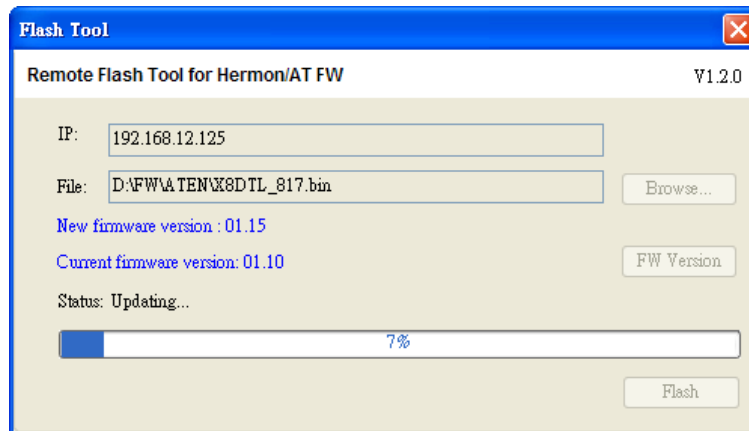 Flash Tool
Remote Flash Tool for Hermon/AT FW V1.2.0
IP: 192.168.12.125
File: D:\FW\ATEN\X8DTL_817.bin Browse...
New firmware version : 01.15
Current firmware version: 01.10 FW Version
Status: Updating...
7%
Flash